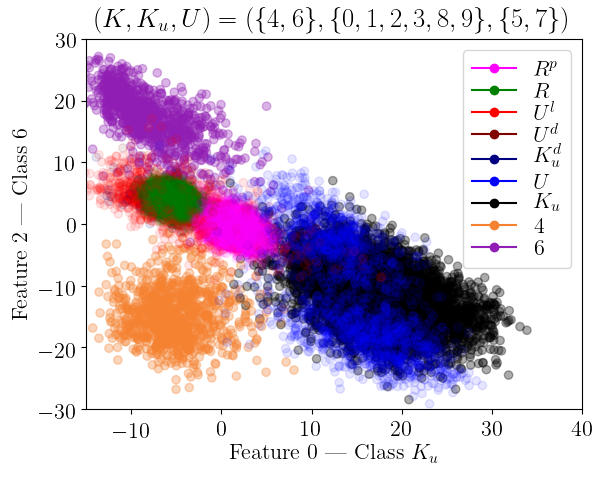 (K, K_u, U) = ({4, 6}, {0, 1, 2, 3, 8, 9}, {5, 7})
30
20
10
0
−10
−20
−30
Feature 2 — Class 6
R^p
R
U^l
U^d
K_u^d
U
K_u
4
6
−10
0
10
20
30
40
Feature 0 — Class K_u